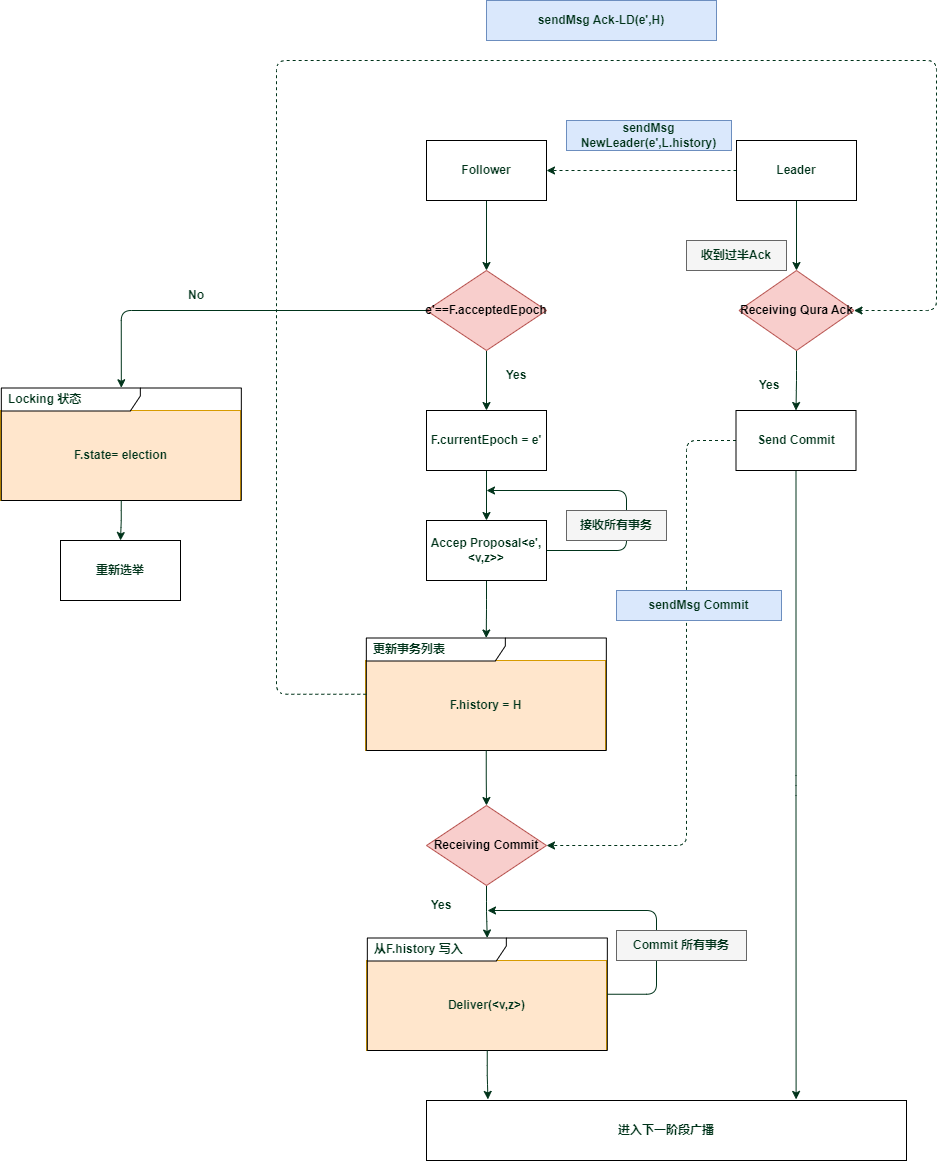 sendMsg Ack-LD(e',H)
sendMsg
NewLeader(e',L.history)
Follower
Leader
收到过半Ack
No
e'==F.acceptedEpoch
Receiving Qura Ack
Yes
Yes
Locking 状态
F.state= election
F.currentEpoch = e'
Send Commit
接收所有事务
Accep Proposal<e',
<v,z>>
重新选举
sendMsg Commit
更新事务列表
F.history = H
Receiving Commit
Yes
从F.history 写入
Commit 所有事务
Deliver(<v,z>)
进入下一阶段广播